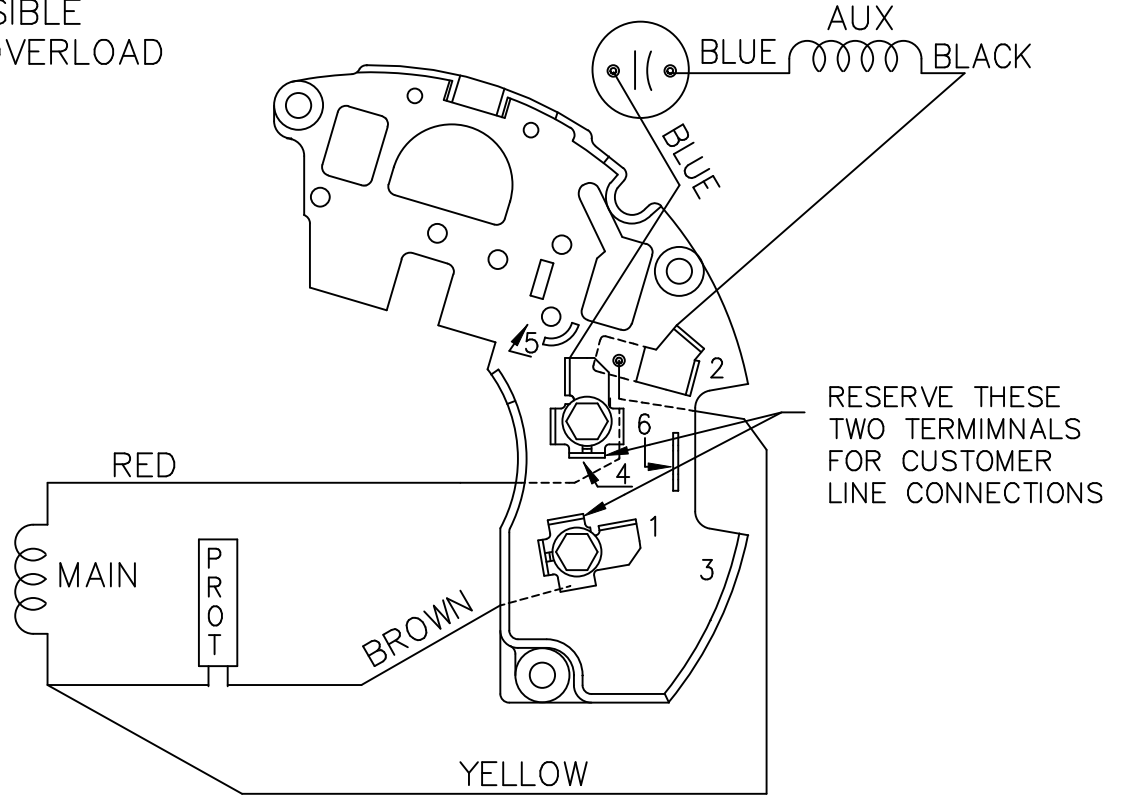 SIBLE
OVERLOAD
AUX
BLUE
BLACK
BLUE
5
2
6
4
RESERVE THESE
TWO TERMIMNALS
FOR CUSTOMER
LINE CONNECTIONS
RED
1
MAIN
PROT
3
BROWN
YELLOW